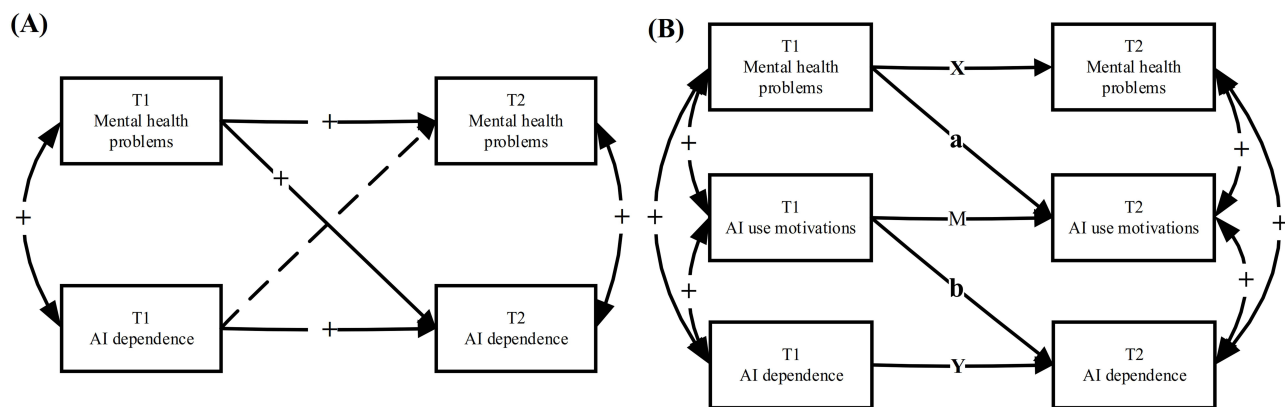 (A)
T1
Mental health
problems
+
T2
Mental health
problems
+
+
+
T1
AI dependence
+
T2
AI dependence
(B)
T1
Mental health
problems
X
T2
Mental health
problems
+
a
+
+
T1
AI use motivations
M
T2
AI use motivations
+
+
b
+
T1
AI dependence
Y
T2
AI dependence